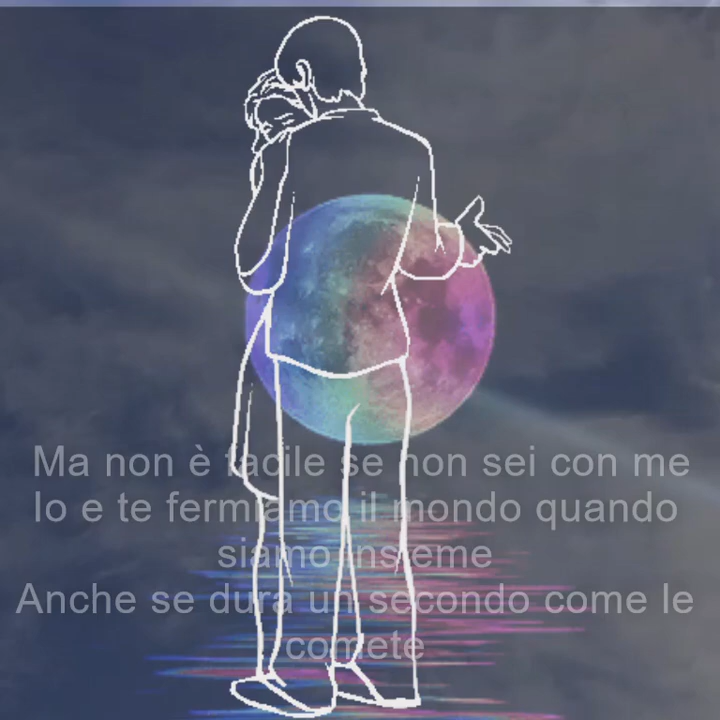 Ma non è facile se non sei con me
Io e te fermiamo il mondo quando
siamo insieme
Anche se dura un secondo come le
comete